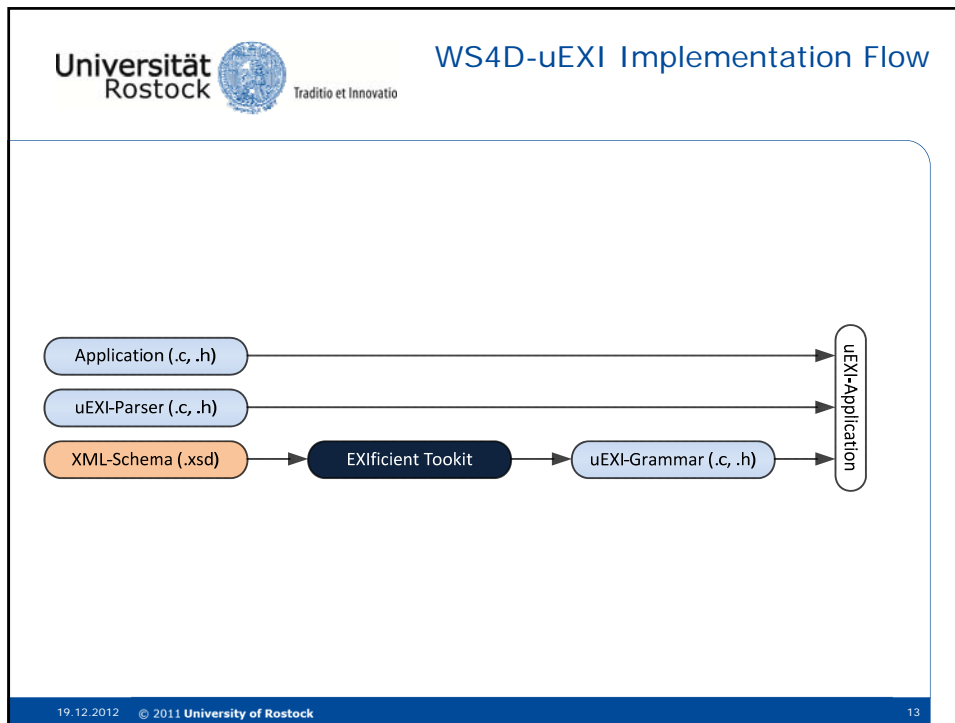 Universität
Rostock
Traditio et Innovatio
WS4D-uEXI Implementation Flow
Application (.c, .h)
uEXI-Parser (.c, .h)
XML-Schema (.xsd)
EXIficient Tookit
uEXI-Grammar (.c, .h)
uEXI-Application
19.12.2012 © 2011 University of Rostock 13